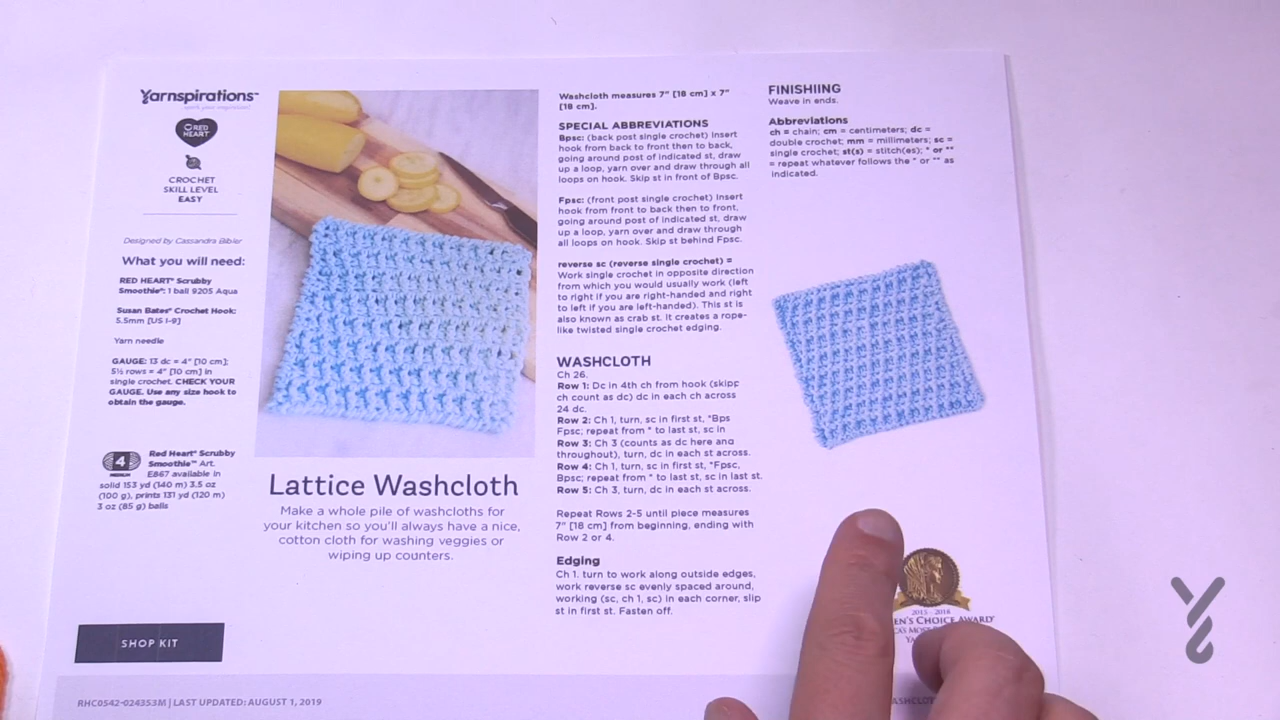 Yarnspirations™
RED
HEART
CROCHET
SKILL LEVEL
EASY
Designed by Cassandra Bibler
What you will need:
RED HEART® Scrubby
Smoothie®: 1 ball 9205 Aqua
Susan Bates® Crochet Hook:
5.5mm [US I-9]
Yarn needle
GAUGE: 13 dc = 4" [10 cm];
5½ rows = 4" [10 cm] in
single crochet. CHECK YOUR
GAUGE. Use any size hook to
obtain the gauge.
4
MEDIUM
Red Heart® Scrubby
Smoothie™ Art.
E867 available in
solid 153 yd (140 m) 3.5 oz
(100 g), prints 131 yd (120 m)
3 oz (85 g) balls
SHOP KIT
Lattice Washcloth
Make a whole pile of washcloths for
your kitchen so you'll always have a nice,
cotton cloth for washing veggies or
wiping up counters.
Washcloth measures 7" [18 cm] x 7"
[18 cm].
SPECIAL ABBREVIATIONS
Bpsc: (back post single crochet) Insert
hook from back to front then to back,
going around post of indicated st, draw
up a loop, yarn over and draw through all
loops on hook. Skip st in front of Bpsc.
Fpsc: (front post single crochet) Insert
hook from front to back then to front,
going around post of indicated st, draw
up a loop, yarn over and draw through
all loops on hook. Skip st behind Fpsc.
reverse sc (reverse single crochet) =
Work single crochet in opposite direction
from which you would usually work (left
to right if you are right-handed and right
to left if you are left-handed). This st is
also known as crab st. It creates a rope-
like twisted single crochet edging.
WASHCLOTH
Ch 26.
Row 1: Dc in 4th ch from hook (skipp
ch count as dc) dc in each ch across
24 dc.
Row 2: Ch 1, turn, sc in first st, *Bps
Fpsc; repeat from * to last st, sc in
Row 3: Ch 3 (counts as dc here and
throughout), turn, dc in each st across.
Row 4: Ch 1, turn, sc in first st, *Fpsc,
Bpsc; repeat from * to last st, sc in last st.
Row 5: Ch 3, turn, dc in each st across.
Repeat Rows 2-5 until piece measures
7" [18 cm] from beginning, ending with
Row 2 or 4.
Edging
Ch 1. turn to work along outside edges,
work reverse sc evenly spaced around,
working (sc, ch 1, sc) in each corner, slip
st in first st. Fasten off.
FINISHIING
Weave in ends.
Abbreviations
ch = chain; cm = centimeters; dc =
double crochet; mm = millimeters; sc =
single crochet; st(s) = stitch(es); * or **
= repeat whatever follows the * or ** as
indicated.
2015 - 2018
EN'S CHOICE AWARD
CA'S MOST
RHC0542-024353M | LAST UPDATED: AUGUST 1, 2019
ASHCLO